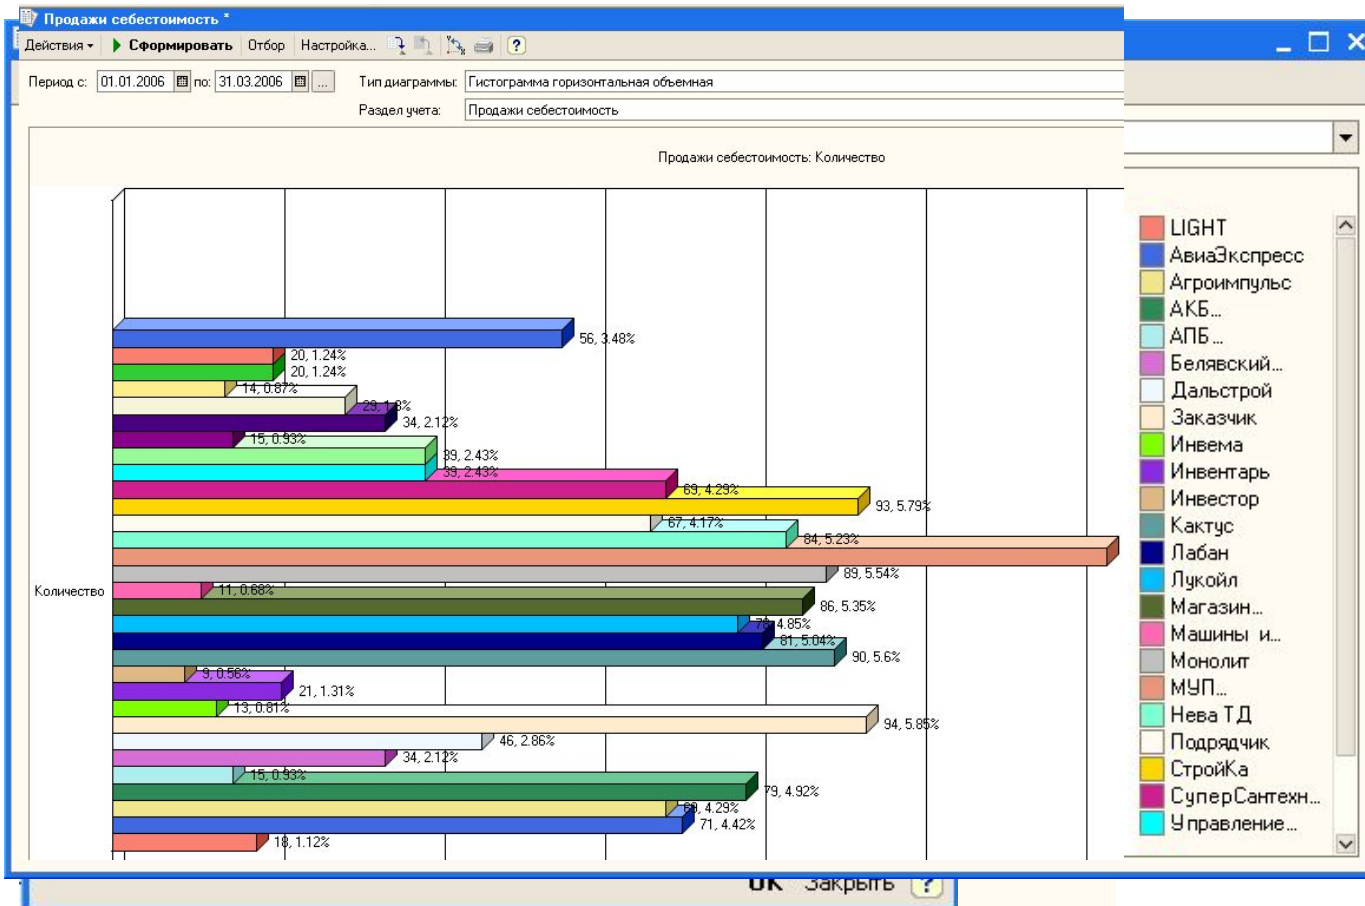 Продажи себестоимость *
Действия Сформировать Отбор Настройка... ?
Период с: 01.01.2006 по: 31.03.2006 ... Тип диаграммы: Гистограмма горизонтальная объемная
Раздел учета: Продажи себестоимость
Продажи себестоимость: Количество
56, 3.48%
20, 1.24%
20, 1.24%
14, 0.87%
29, 1.8%
34, 2.12%
15, 0.93%
39, 2.43%
39, 2.43%
69, 4.29%
93, 5.79%
67, 4.17%
84, 5.23%
89, 5.54%
Количество
11, 0.68%
86, 5.35%
78, 4.85%
81, 5.04%
90, 5.6%
9, 0.56%
21, 1.31%
13, 0.81%
94, 5.85%
46, 2.86%
34, 2.12%
15, 0.93%
79, 4.92%
69, 4.29%
71, 4.42%
18, 1.12%
LIGHT
АвиаЭкспресс
Агроимпульс
АКБ...
АПБ...
Белявский...
Дальстрой
Заказчик
Инвема
Инвентарь
Инвестор
Кактус
Лабан
Лукойл
Магазин...
Машины и...
Монолит
МУП...
Нева ТД
Подрядчик
СтройКа
СуперСантехн...
Управление...
OK Закрыть ?